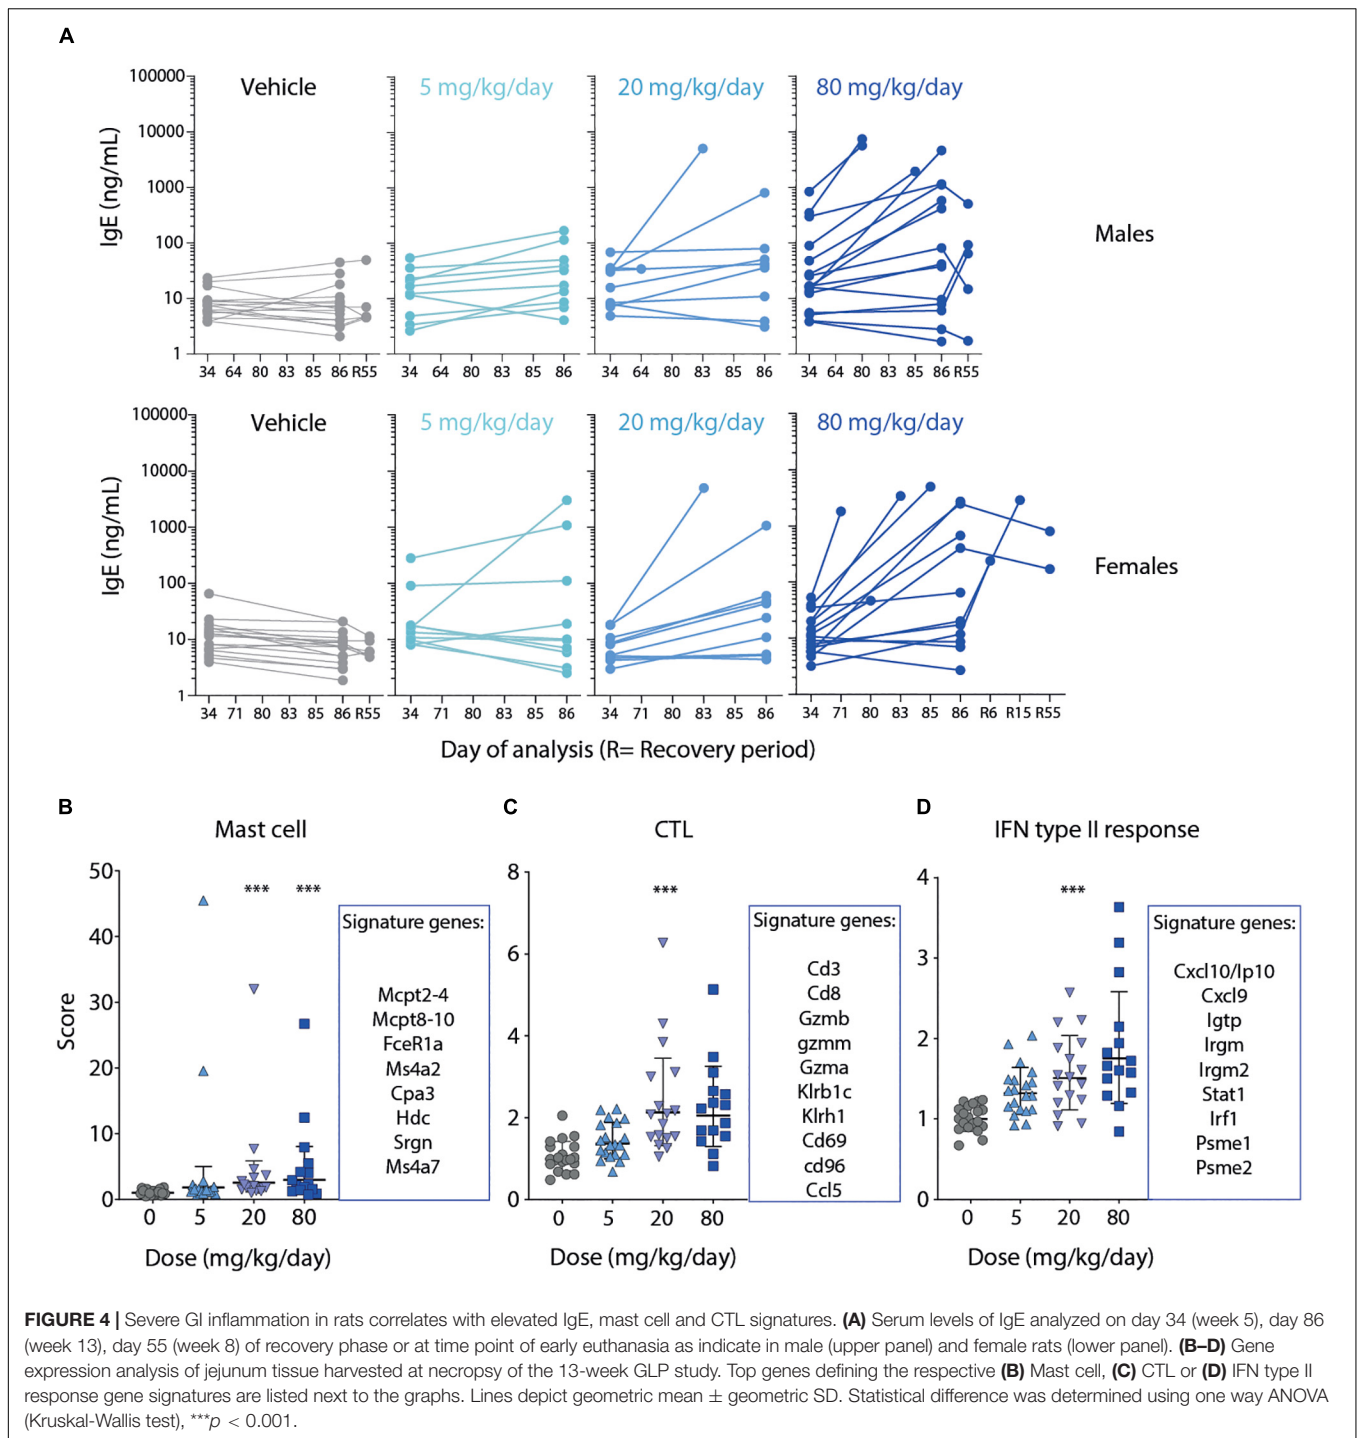 A
Vehicle
5 mg/kg/day
20 mg/kg/day
80 mg/kg/day
100000
10000
1000
100
10
1
IgE (ng/mL)
34 64 80 83 85 86 R55
34 64 80 83 85 86
34 64 80 83 86
34 64 80 85 86 R55
Males
Vehicle
5 mg/kg/day
20 mg/kg/day
80 mg/kg/day
100000
10000
1000
100
10
1
IgE (ng/mL)
34 71 80 83 85 86 R55
34 71 80 83 85 86
34 71 80 83 85 86
34 71 80 83 85 86 R6 R15 R55
Females
Day of analysis (R= Recovery period)
B
Mast cell
Score
50
40
30
20
10
0
*** ***
0 5 20 80
Dose (mg/kg/day)
Signature genes:
Mcpt2-4
Mcpt8-10
FceR1a
Ms4a2
Cpa3
Hdc
Srgn
Ms4a7
C
CTL
8
6
4
2
0
***
0 5 20 80
Dose (mg/kg/day)
Signature genes:
Cd3
Cd8
Gzmb
gzmm
Gzma
Klrb1c
Klrh1
Cd69
cd96
Ccl5
D
IFN type II response
4
3
2
1
0
***
0 5 20 80
Dose (mg/kg/day)
Signature genes:
Cxcl10/Ip10
Cxcl9
Igtp
Irgm
Irgm2
Stat1
Irf1
Psme1
Psme2
FIGURE 4 | Severe GI inflammation in rats correlates with elevated IgE, mast cell and CTL signatures. (A) Serum levels of IgE analyzed on day 34 (week 5), day 86
(week 13), day 55 (week 8) of recovery phase or at time point of early euthanasia as indicate in male (upper panel) and female rats (lower panel). (B–D) Gene
expression analysis of jejunum tissue harvested at necropsy of the 13-week GLP study. Top genes defining the respective (B) Mast cell, (C) CTL or (D) IFN type II
response gene signatures are listed next to the graphs. Lines depict geometric mean ± geometric SD. Statistical difference was determined using one way ANOVA
(Kruskal-Wallis test), ***p < 0.001.